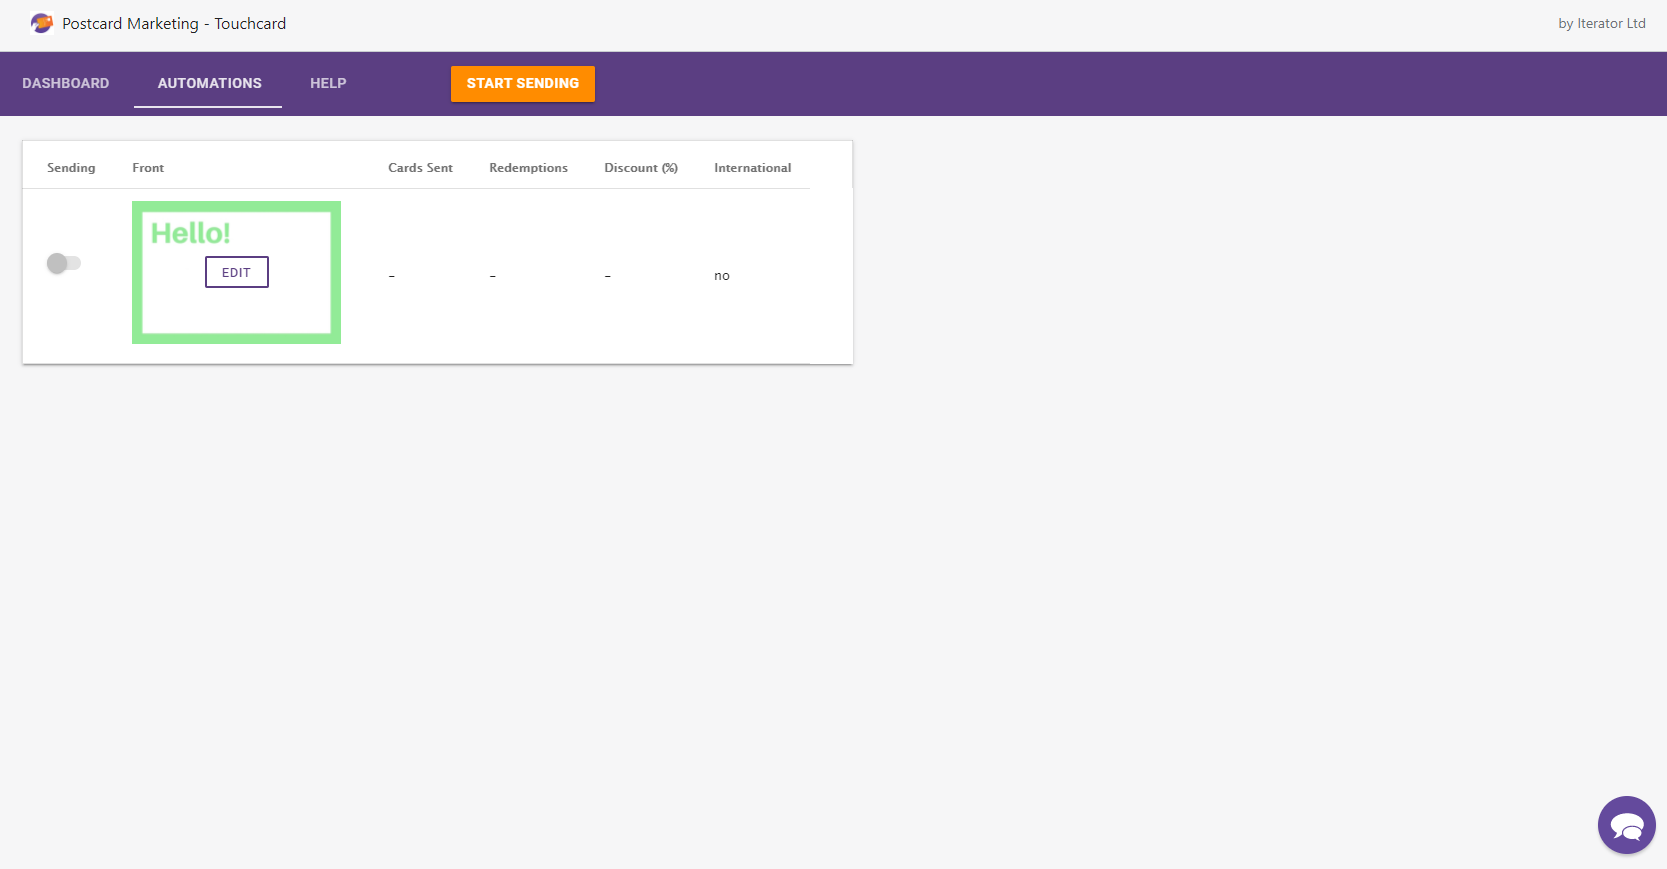 Postcard Marketing - Touchcard
by Iterator Ltd
DASHBOARD AUTOMATIONS HELP START SENDING
Sending Front Cards Sent Redemptions Discount (%) International
Hello!
EDIT
- - - no